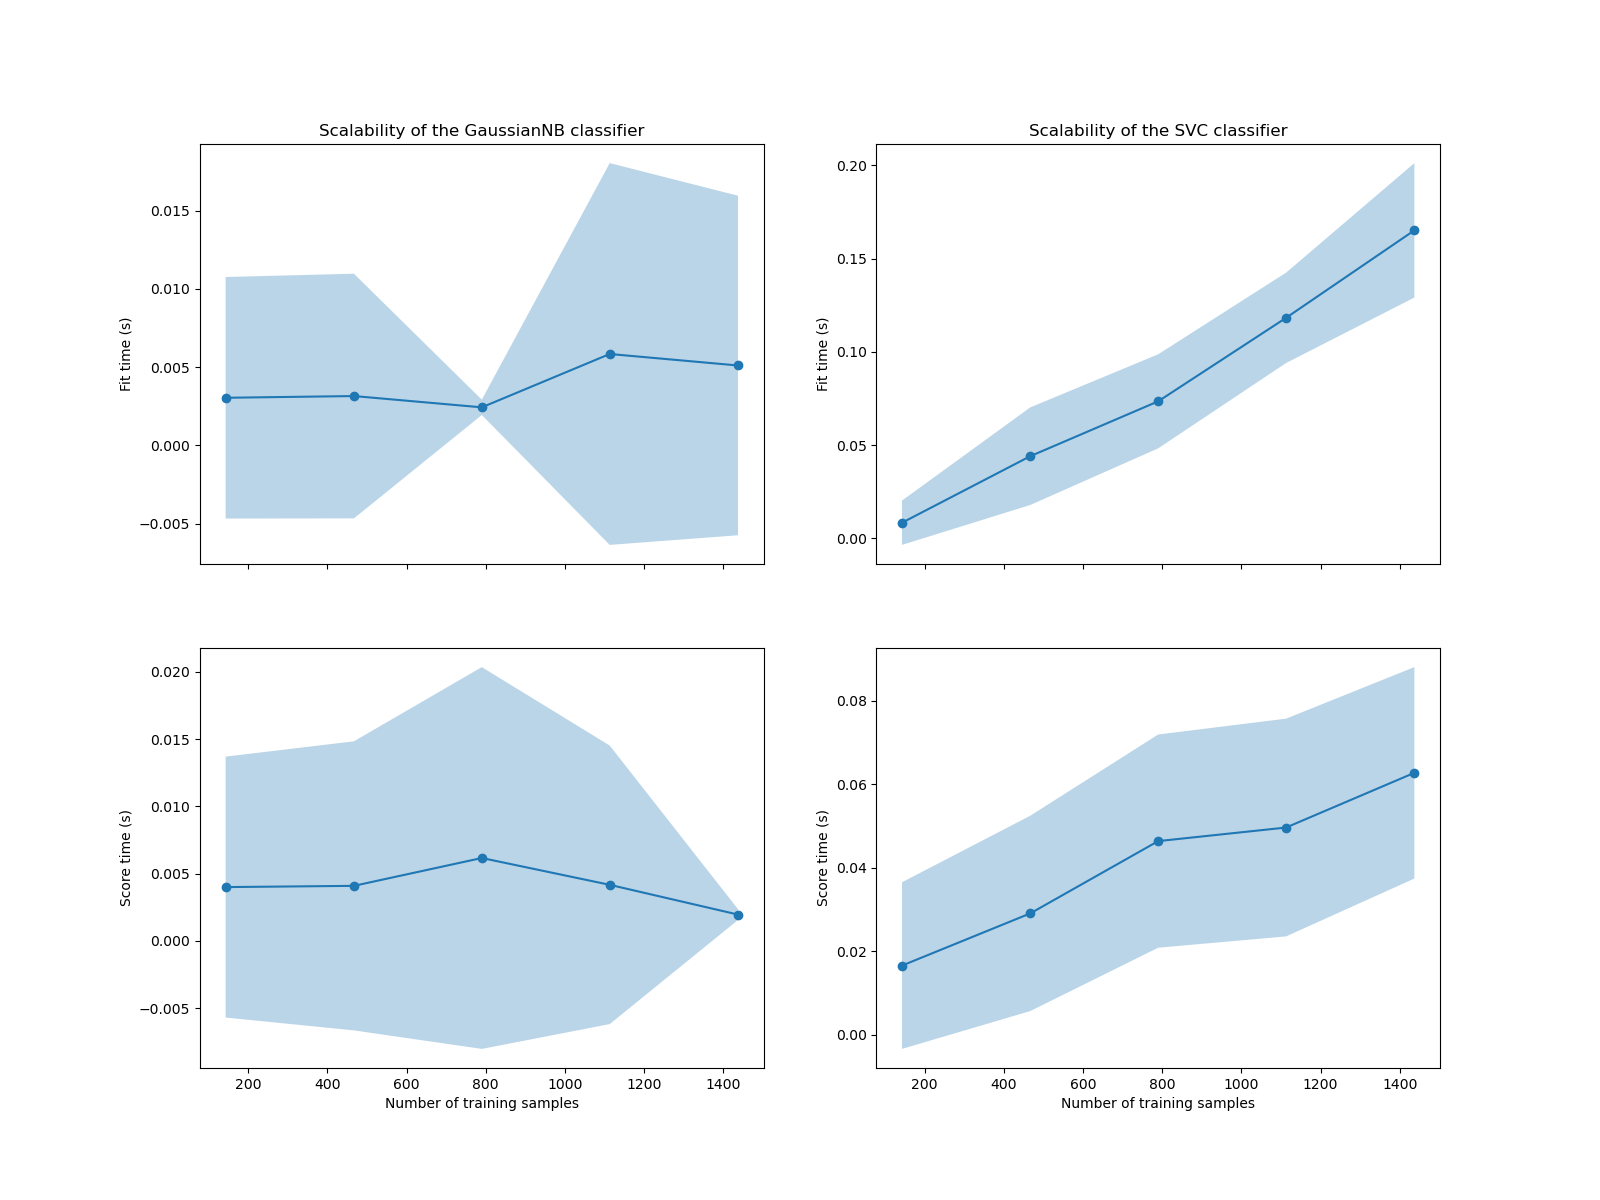 Scalability of the GaussianNB classifier
0.015
0.010
0.005
0.000
−0.005
Fit time (s)
Scalability of the SVC classifier
0.20
0.15
0.10
0.05
0.00
Fit time (s)
0.020
0.015
0.010
0.005
0.000
−0.005
Score time (s)
200 400 600 800 1000 1200 1400
Number of training samples
0.08
0.06
0.04
0.02
0.00
Score time (s)
200 400 600 800 1000 1200 1400
Number of training samples